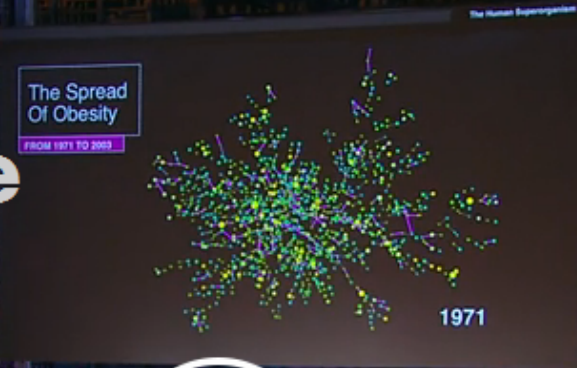 The Human Superorganism
The Spread
Of Obesity
FROM 1971 TO 2003
e
1971